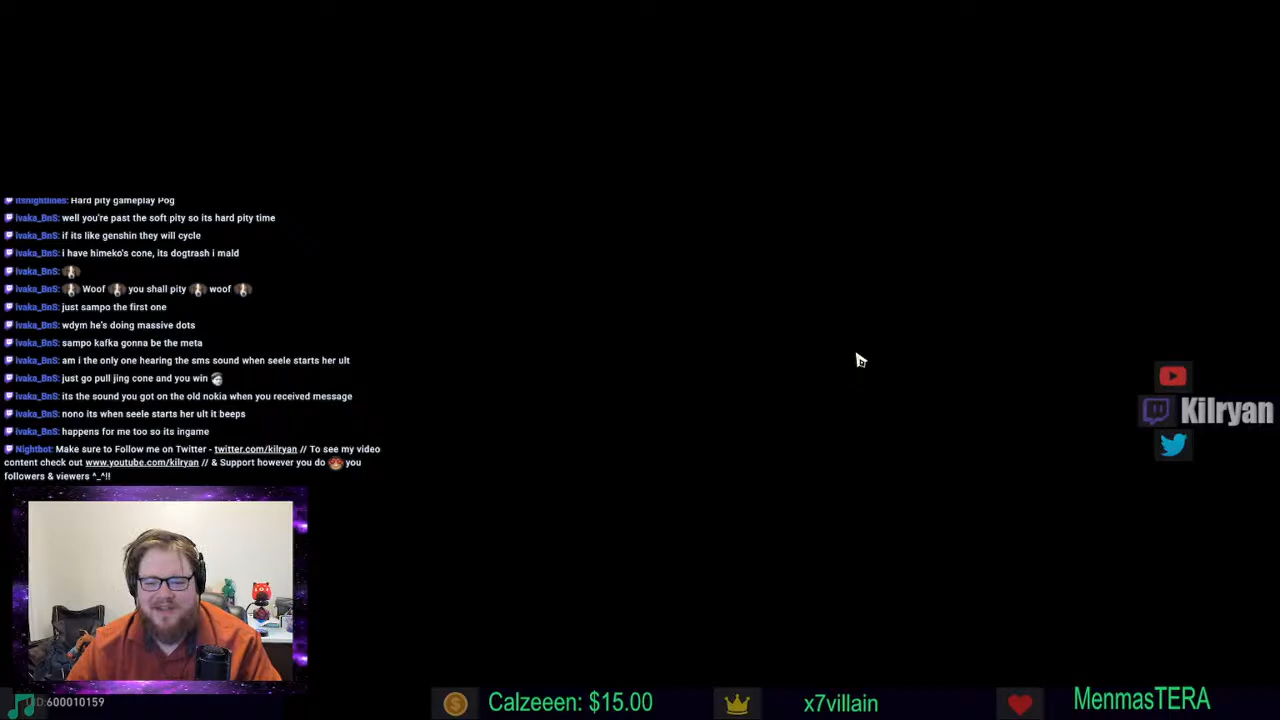 itsnightlines: Hard pity gameplay Pog
ivaka_BnS: well you're past the soft pity so its hard pity time
ivaka_BnS: if its like genshin they will cycle
ivaka_BnS: i have himeko's cone, its dogtrash i mald
ivaka_BnS:
ivaka_BnS: Woof you shall pity woof
ivaka_BnS: just sampo the first one
ivaka_BnS: wdym he's doing massive dots
ivaka_BnS: sampo kafka gonna be the meta
ivaka_BnS: am i the only one hearing the sms sound when seele starts her ult
ivaka_BnS: just go pull jing cone and you win
ivaka_BnS: its the sound you got on the old nokia when you received message
ivaka_BnS: nono its when seele starts her ult it beeps
ivaka_BnS: happens for me too so its ingame
Nightbot: Make sure to Follow me on Twitter - twitter.com/kilryan // To see my video
content check out www.youtube.com/kilryan // & Support however you do you
followers & viewers ^_^!!
Kilryan
UID:600010159
Calzeeen: $15.00
x7villain
MenmasTERA